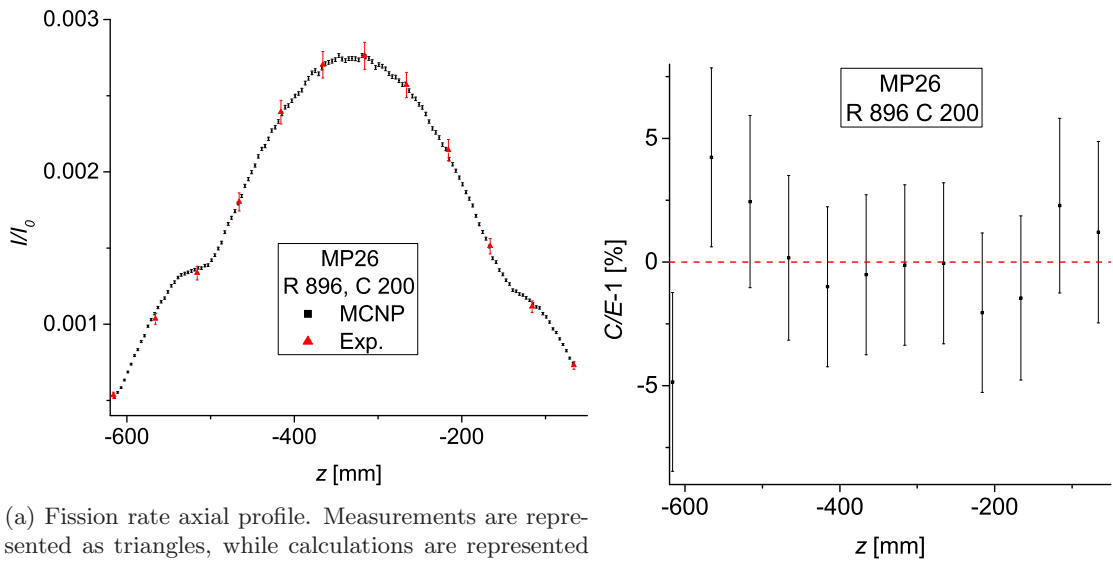 0.003
0.002
0.001
I/I0
MP26
R 896, C 200
MCNP
Exp.
-600
-400
-200
z [mm]
(a) Fission rate axial profile. Measurements are repre-
sented as triangles, while calculations are represented
MP26
R 896 C 200
5
0
-5
C/E-1 [%]
-600
-400
-200
z [mm]